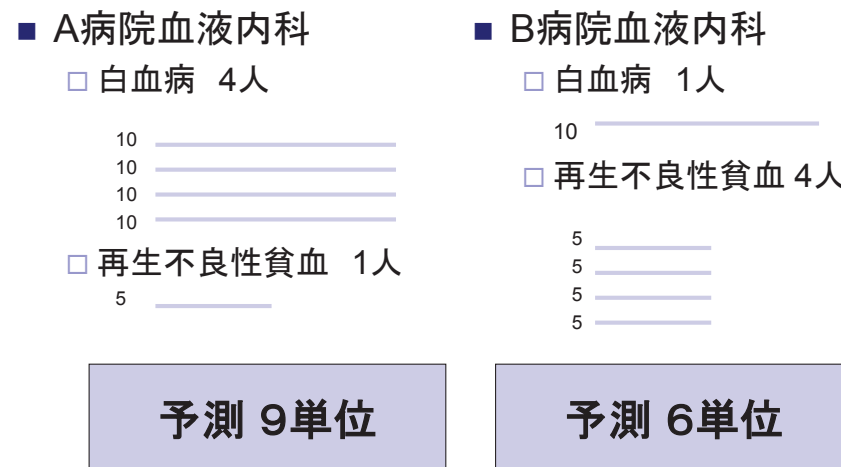 ■ A病院血液内科
□ 白血病 4人
10
10
10
10
□ 再生不良性貧血 1人
5
予測 9単位
■ B病院血液内科
□ 白血病 1人
10
□ 再生不良性貧血 4人
5
5
5
5
予測 6単位